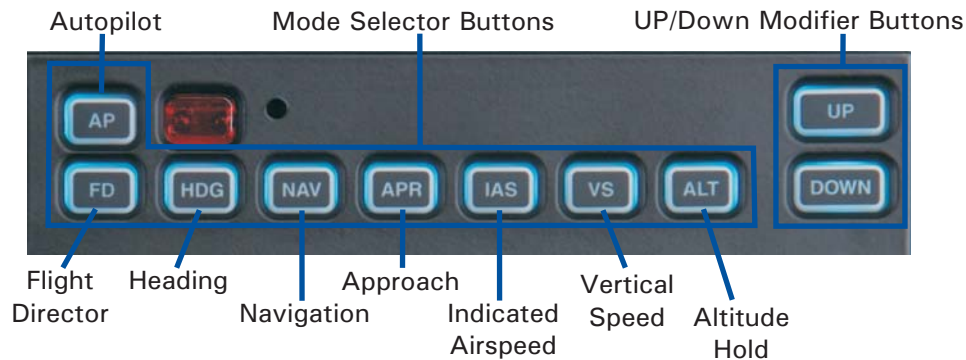 Autopilot
Mode Selector Buttons
UP/Down Modifier Buttons
AP
UP
FD
HDG
NAV
APR
IAS
VS
ALT
DOWN
Flight
Director
Heading
Navigation
Approach
Indicated
Airspeed
Vertical
Speed
Altitude
Hold